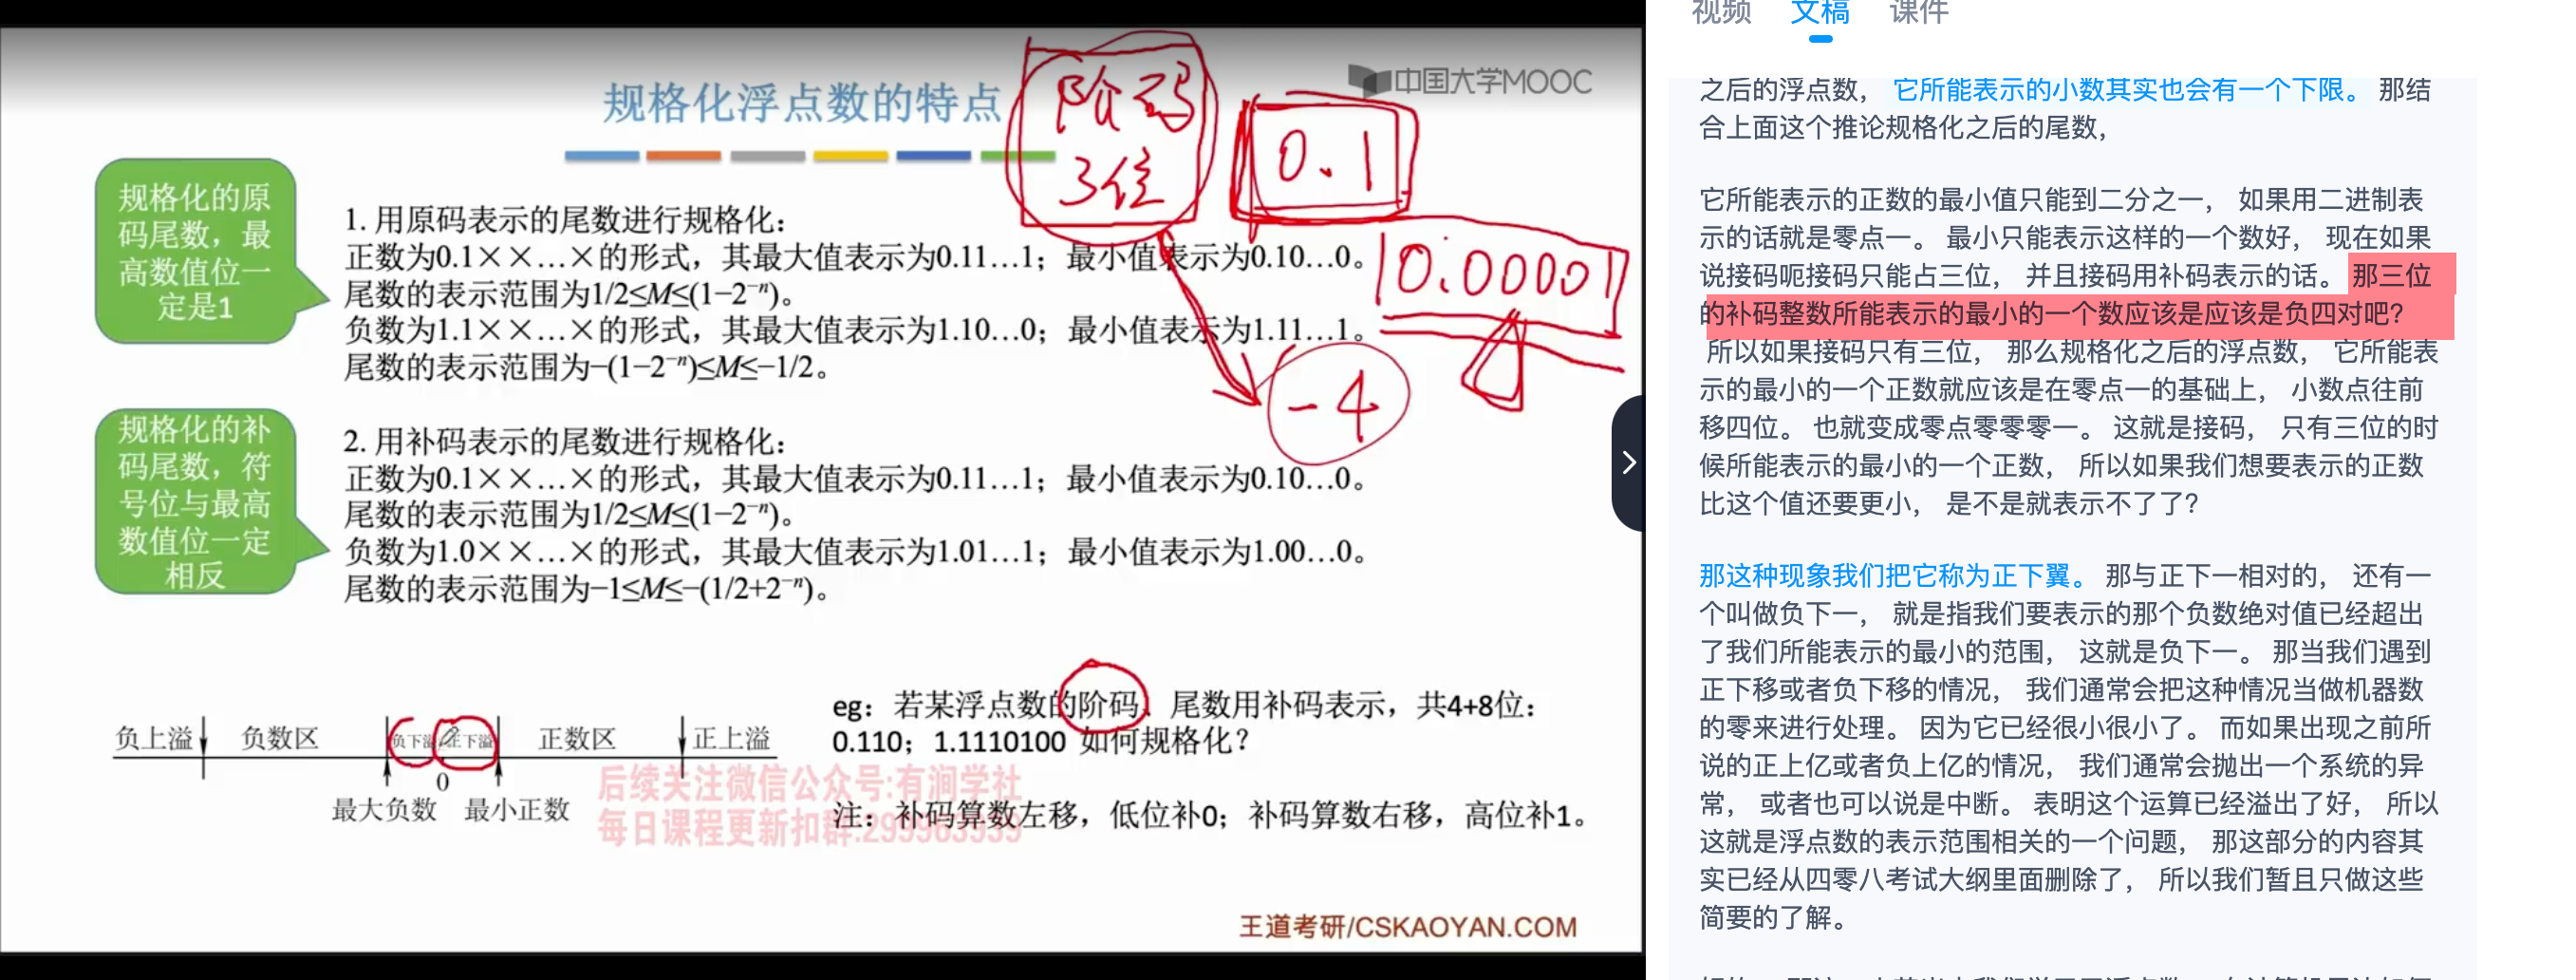 中国大学MOOC
规格化浮点数的特点
阶码
3位
0.1
0.00001
-4
规格化的原
码尾数，最
高数值位一
定是1
1. 用原码表示的尾数进行规格化：
正数为0.1××…×的形式，其最大值表示为0.11…1；最小值表示为0.10…0。
尾数的表示范围为1/2≤M≤(1−2⁻ⁿ)。
负数为1.1××…×的形式，其最大值表示为1.10…0；最小值表示为1.11…1。
尾数的表示范围为−(1−2⁻ⁿ)≤M≤−1/2。
规格化的补
码尾数，符
号位与最高
数值位一定
相反
2. 用补码表示的尾数进行规格化：
正数为0.1××…×的形式，其最大值表示为0.11…1；最小值表示为0.10…0。
尾数的表示范围为1/2≤M≤(1−2⁻ⁿ)。
负数为1.0××…×的形式，其最大值表示为1.01…1；最小值表示为1.00…0。
尾数的表示范围为−1≤M≤−(1/2+2⁻ⁿ)。
负上溢 负数区 负下溢 正下溢 正数区 正上溢
0
最大负数 最小正数
eg：若某浮点数的阶码、尾数用补码表示，共4+8位：
0.110；1.1110100 如何规格化？
后续关注微信公众号:有涧学社
每日课程更新扣群:299983939
注：补码算数左移，低位补0；补码算数右移，高位补1。
王道考研/CSKAOYAN.COM
视频 文稿 课件
之后的浮点数， 它所能表示的小数其实也会有一个下限。 那结
合上面这个推论规格化之后的尾数，
它所能表示的正数的最小值只能到二分之一， 如果用二进制表
示的话就是零点一。 最小只能表示这样的一个数好， 现在如果
说接码呃接码只能占三位， 并且接码用补码表示的话。 那三位
的补码整数所能表示的最小的一个数应该是应该是负四对吧?
所以如果接码只有三位， 那么规格化之后的浮点数， 它所能表
示的最小的一个正数就应该是在零点一的基础上， 小数点往前
移四位。 也就变成零点零零零一。 这就是接码， 只有三位的时
候所能表示的最小的一个正数， 所以如果我们想要表示的正数
比这个值还要更小， 是不是就表示不了了?
那这种现象我们把它称为正下翼。 那与正下一相对的， 还有一
个叫做负下一， 就是指我们要表示的那个负数绝对值已经超出
了我们所能表示的最小的范围， 这就是负下一。 那当我们遇到
正下移或者负下移的情况， 我们通常会把这种情况当做机器数
的零来进行处理。 因为它已经很小很小了。 而如果出现之前所
说的正上亿或者负上亿的情况， 我们通常会抛出一个系统的异
常， 或者也可以说是中断。 表明这个运算已经溢出了好， 所以
这就是浮点数的表示范围相关的一个问题， 那这部分的内容其
实已经从四零八考试大纲里面删除了， 所以我们暂且只做这些
简要的了解。